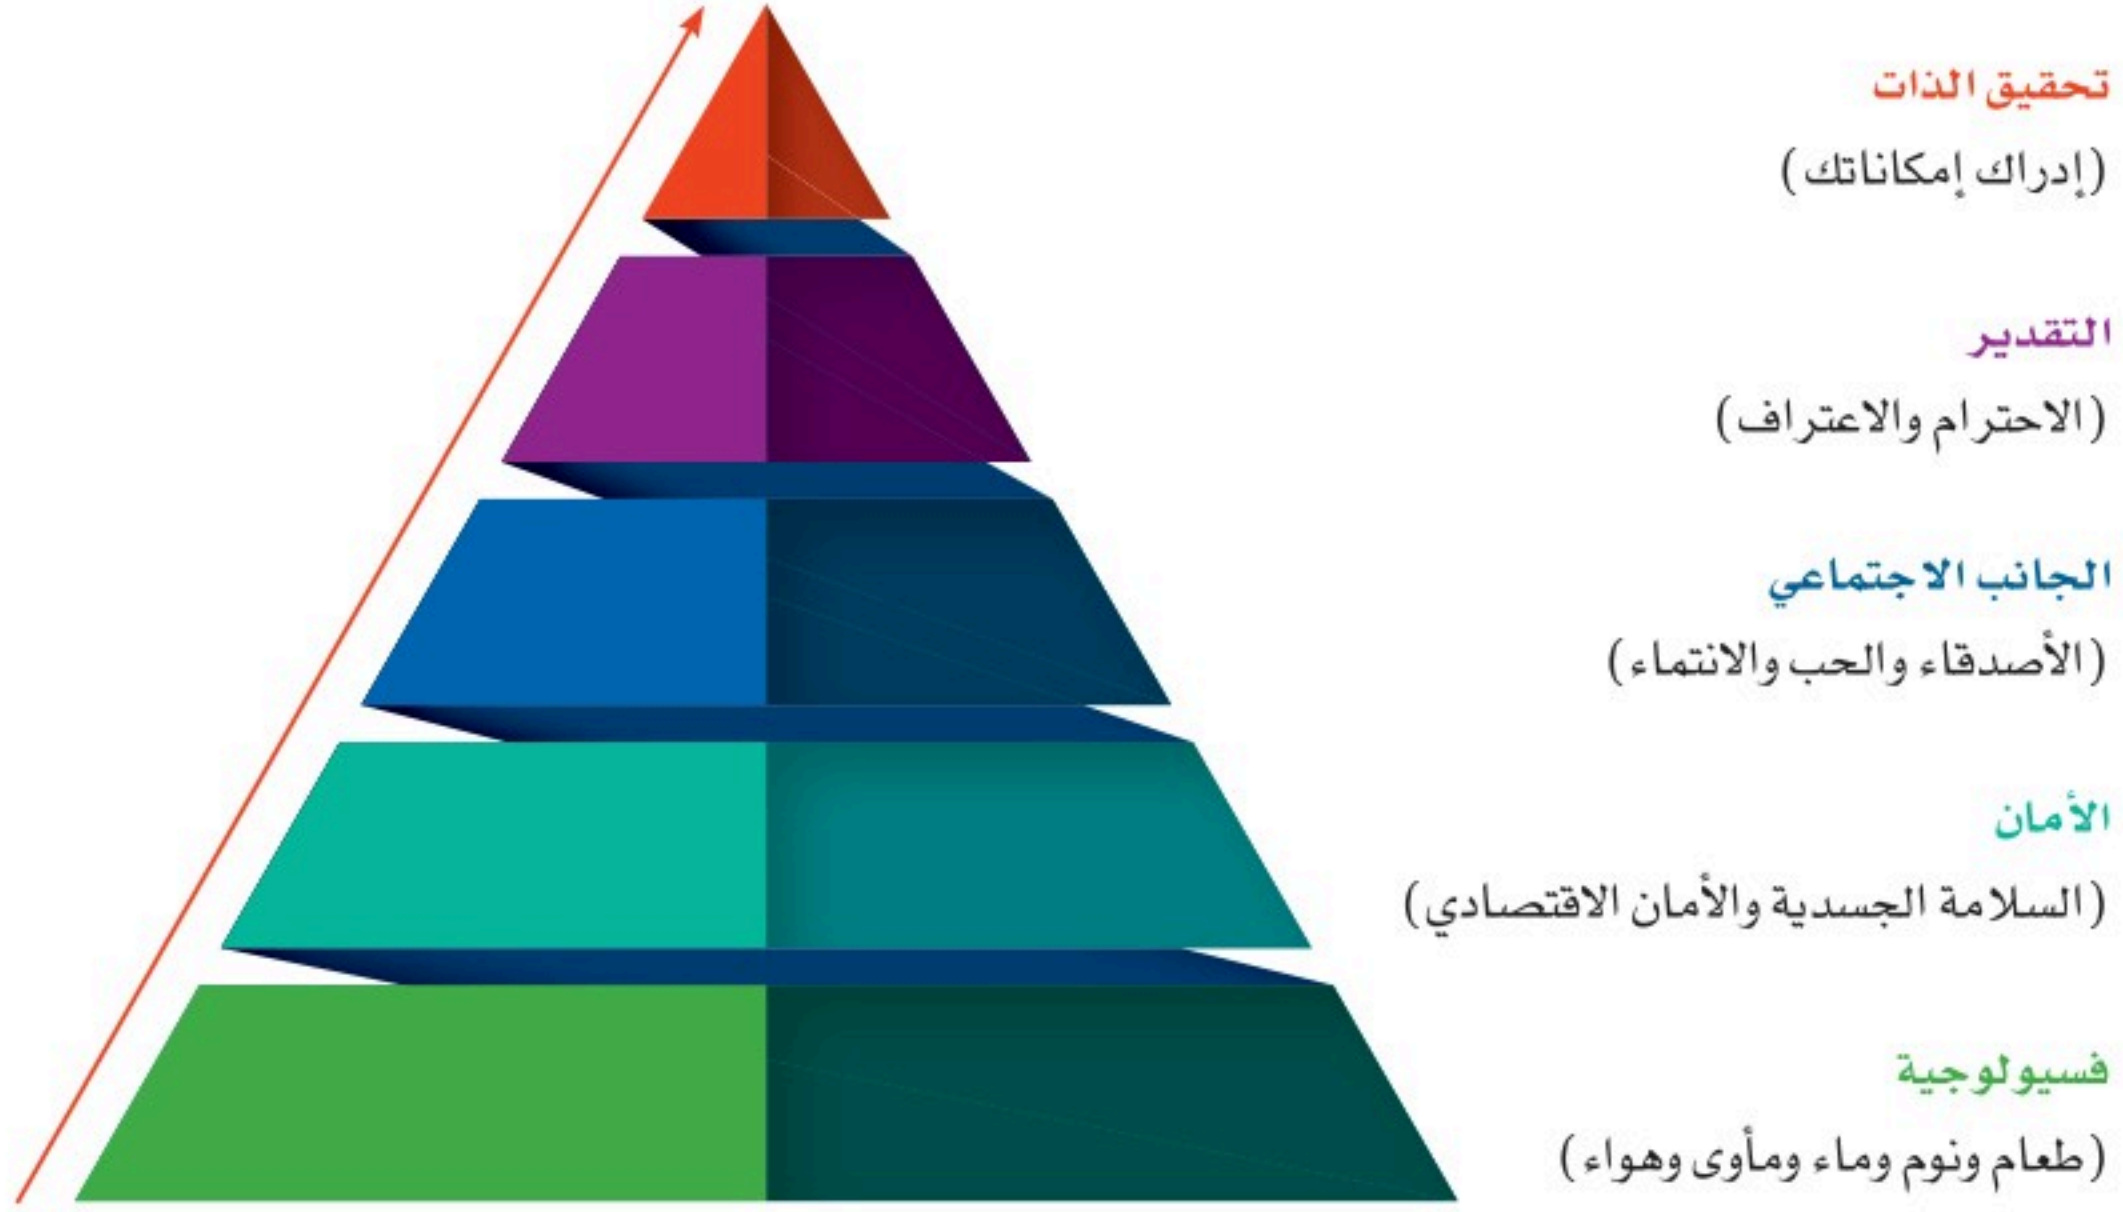 تحقيق الذات
(إدراك إمكاناتك)
التقدير
(الاحترام والاعتراف)
الجانب الاجتماعي
(الأصدقاء والحب والانتماء)
الأمان
(السلامة الجسدية والأمان الاقتصادي)
فسيولوجية
(طعام ونوم وماء ومأوى وهواء)